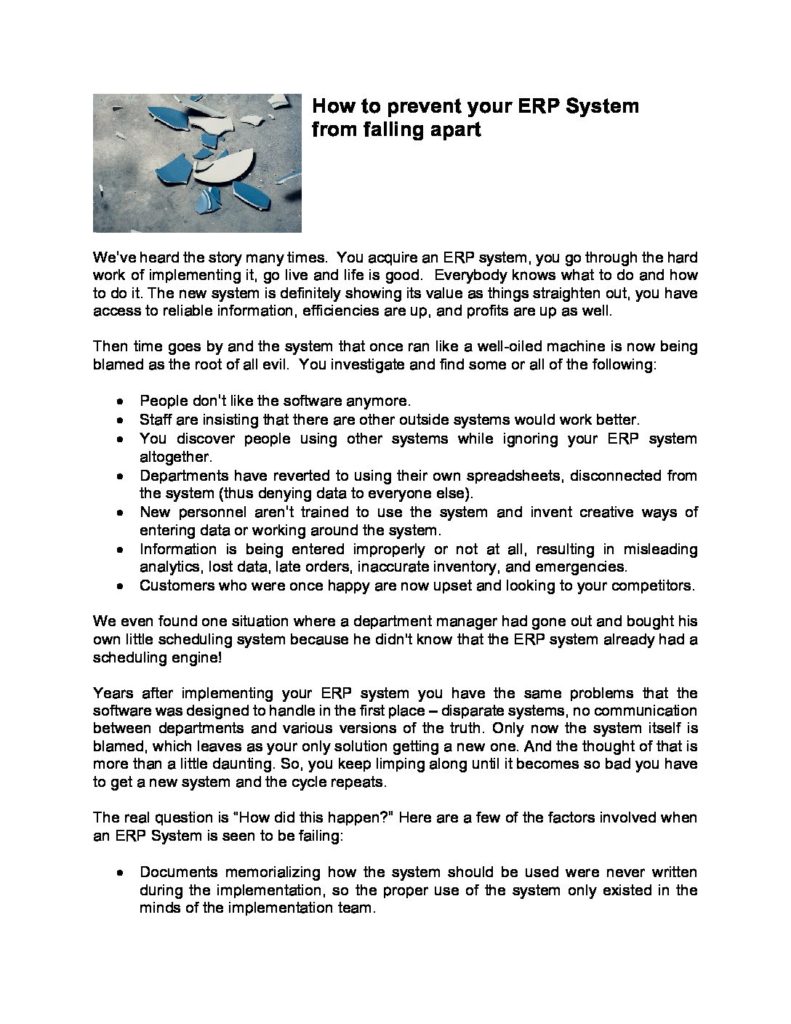 How to prevent your ERP System
from falling apart
We've heard the story many times.  You acquire an ERP system, you go through the hard
work of implementing it, go live and life is good.  Everybody knows what to do and how
to do it. The new system is definitely showing its value as things straighten out, you have
access to reliable information, efficiencies are up, and profits are up as well.
Then time goes by and the system that once ran like a well-oiled machine is now being
blamed as the root of all evil.  You investigate and find some or all of the following:
• People don't like the software anymore.
• Staff are insisting that there are other outside systems would work better.
• You discover people using other systems while ignoring your ERP system
altogether.
• Departments have reverted to using their own spreadsheets, disconnected from
the system (thus denying data to everyone else).
• New personnel aren't trained to use the system and invent creative ways of
entering data or working around the system.
• Information is being entered improperly or not at all, resulting in misleading
analytics, lost data, late orders, inaccurate inventory, and emergencies.
• Customers who were once happy are now upset and looking to your competitors.
We even found one situation where a department manager had gone out and bought his
own little scheduling system because he didn't know that the ERP system already had a
scheduling engine!
Years after implementing your ERP system you have the same problems that the
software was designed to handle in the first place – disparate systems, no communication
between departments and various versions of the truth. Only now the system itself is
blamed, which leaves as your only solution getting a new one. And the thought of that is
more than a little daunting. So, you keep limping along until it becomes so bad you have
to get a new system and the cycle repeats.
The real question is "How did this happen?" Here are a few of the factors involved when
an ERP System is seen to be failing:
• Documents memorializing how the system should be used were never written
during the implementation, so the proper use of the system only existed in the
minds of the implementation team.